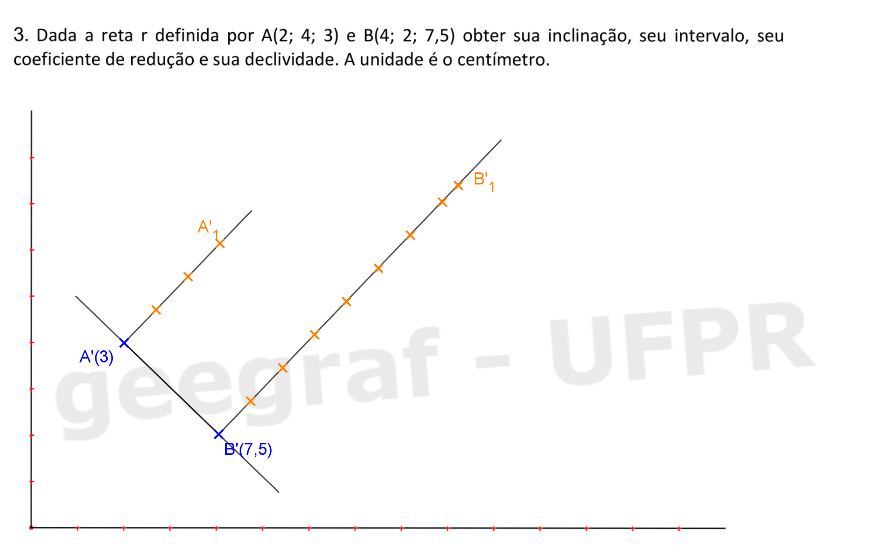 3. Dada a reta r definida por A(2; 4; 3) e B(4; 2; 7,5) obter sua inclinação, seu intervalo, seu
coeficiente de redução e sua declividade. A unidade é o centímetro.
B'1
A'1
A'(3)
B'(7,5)
geegraf - UFPR